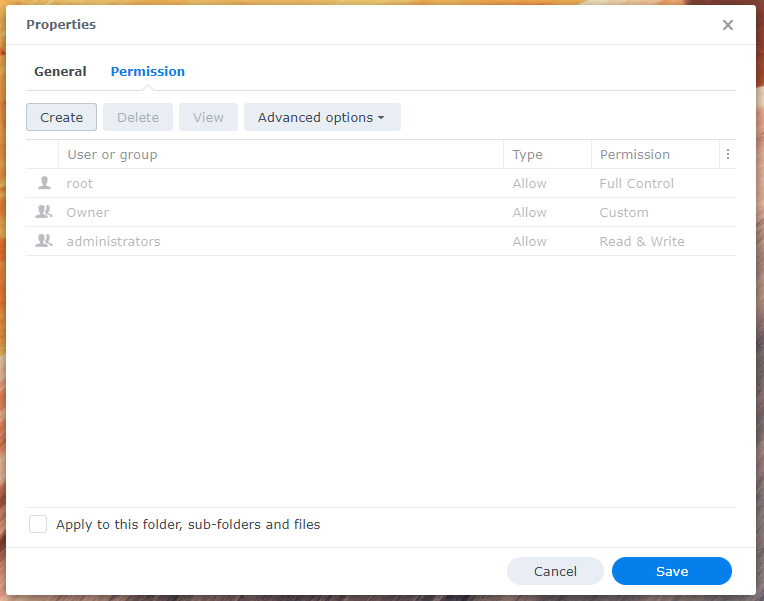 Properties
General Permission
Create Delete View Advanced options
User or group Type Permission
root Allow Full Control
Owner Allow Custom
administrators Allow Read & Write
Apply to this folder, sub-folders and files
Cancel Save